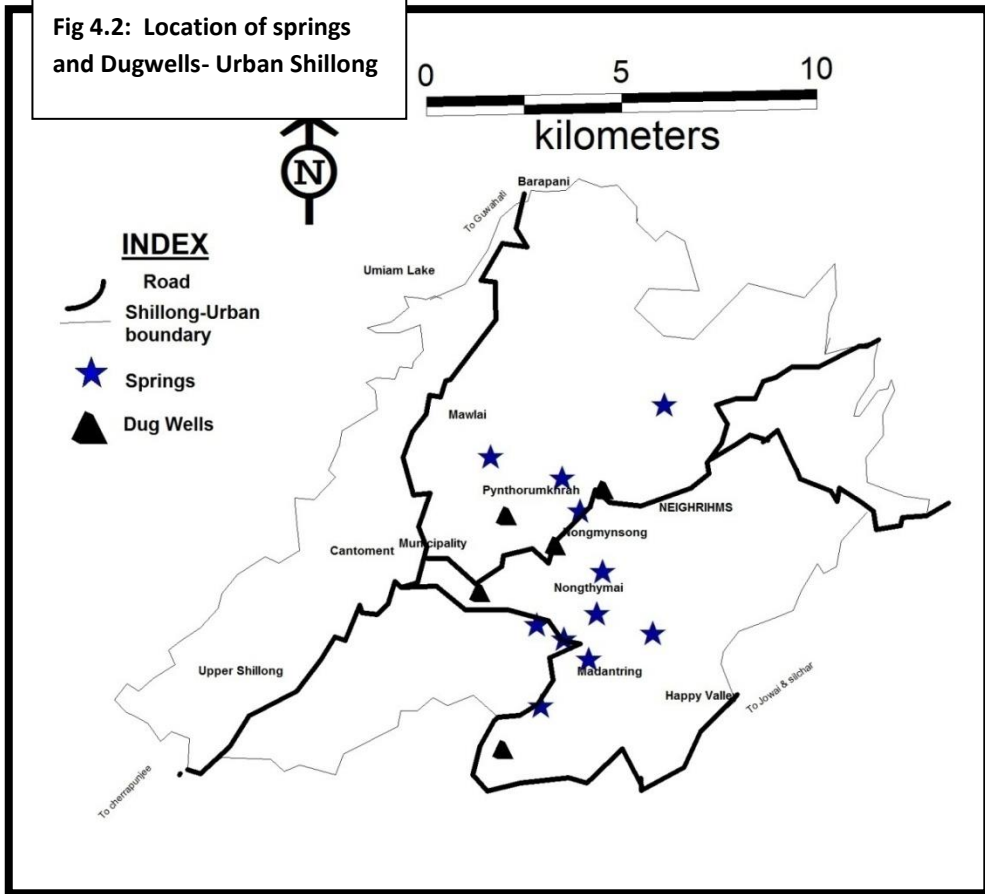 Fig 4.2: Location of springs
and Dugwells- Urban Shillong
0 5 10
kilometers
N
Barapani
To Guwahati
Umiam Lake
INDEX
Road
Shillong-Urban
boundary
Springs
Dug Wells
Mawlai
Pynthorumkhrah
NEIGHRIHMS
Nongmynsong
Municipality
Cantoment
Nongthymai
Upper Shillong
Madantring
Happy Valley
To Jowai & silchar
To cherrapunjee